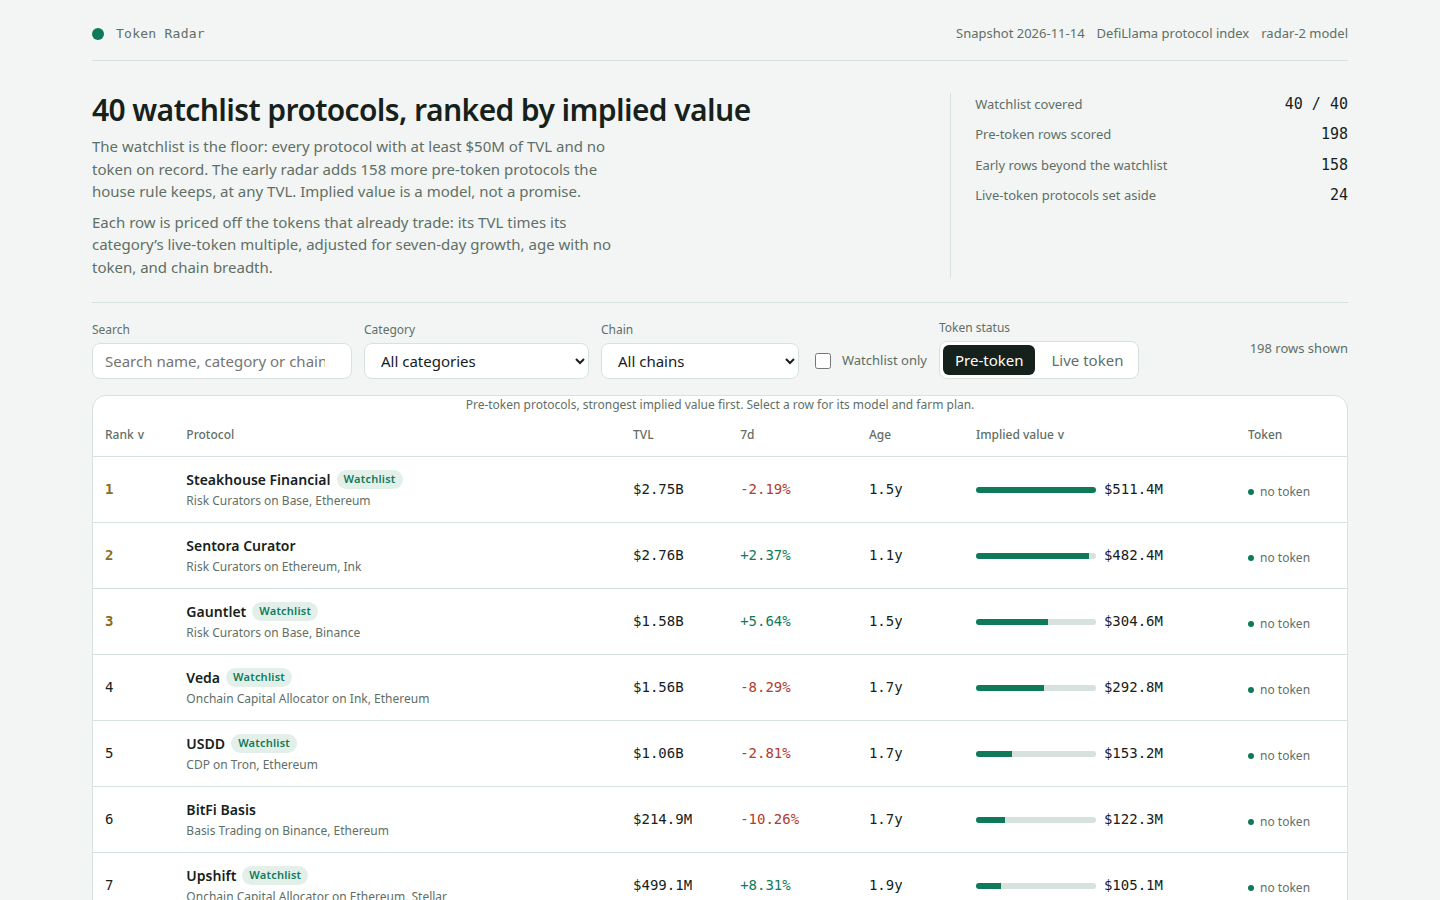 Token Radar
Snapshot 2026-11-14 DefiLlama protocol index radar-2 model
40 watchlist protocols, ranked by implied value
The watchlist is the floor: every protocol with at least $50M of TVL and no
token on record. The early radar adds 158 more pre-token protocols the
house rule keeps, at any TVL. Implied value is a model, not a promise.
Each row is priced off the tokens that already trade: its TVL times its
category's live-token multiple, adjusted for seven-day growth, age with no
token, and chain breadth.
Watchlist covered 40 / 40
Pre-token rows scored 198
Early rows beyond the watchlist 158
Live-token protocols set aside 24
Search Category Chain Token status
Search name, category or chain All categories All chains Watchlist only Pre-token Live token 198 rows shown
Pre-token protocols, strongest implied value first. Select a row for its model and farm plan.
Rank v Protocol TVL 7d Age Implied value v Token
1 Steakhouse Financial Watchlist $2.75B -2.19% 1.5y $511.4M no token
Risk Curators on Base, Ethereum
2 Sentora Curator $2.76B +2.37% 1.1y $482.4M no token
Risk Curators on Ethereum, Ink
3 Gauntlet Watchlist $1.58B +5.64% 1.5y $304.6M no token
Risk Curators on Base, Binance
4 Veda Watchlist $1.56B -8.29% 1.7y $292.8M no token
Onchain Capital Allocator on Ink, Ethereum
5 USDD Watchlist $1.06B -2.81% 1.7y $153.2M no token
CDP on Tron, Ethereum
6 BitFi Basis $214.9M -10.26% 1.7y $122.3M no token
Basis Trading on Binance, Ethereum
7 Upshift Watchlist $499.1M +8.31% 1.9y $105.1M no token
Onchain Capital Allocator on Ethereum, Stellar